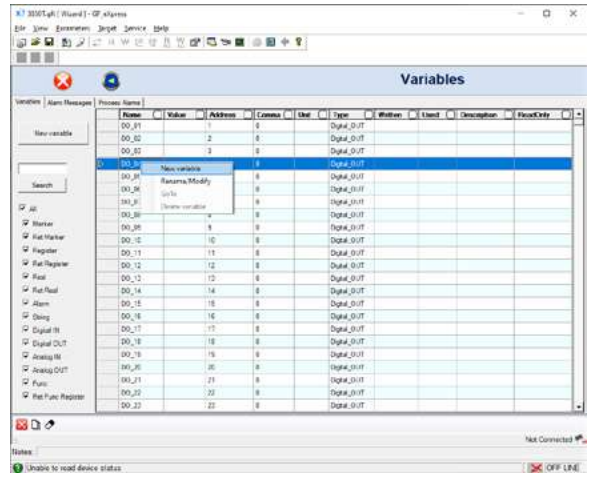 3050T.gfl ( Wizard ) - GF_eXpress
File View Parameters Target Service Help
Variables
Variables Alarm Messages Process Name
Name Value Address Comma Unit Type Written Used Description ReadOnly
New variable
Search
All
Marker
Ret Marker
Register
Ret Register
Real
Ret Real
Alarm
String
Digital IN
Digital OUT
Analog IN
Analog OUT
Func
Ret Func Register
DO_01 1 0 Digital_OUT
DO_02 2 0 Digital_OUT
DO_03 3 0 Digital_OUT
New variable
Rename/Modify
GoTo
Delete variable
DO_09 9 0 Digital_OUT
DO_10 10 0 Digital_OUT
DO_11 11 0 Digital_OUT
DO_12 12 0 Digital_OUT
DO_13 13 0 Digital_OUT
DO_14 14 0 Digital_OUT
DO_15 15 0 Digital_OUT
DO_16 16 0 Digital_OUT
DO_17 17 0 Digital_OUT
DO_18 18 0 Digital_OUT
DO_19 19 0 Digital_OUT
DO_20 20 0 Digital_OUT
DO_21 21 0 Digital_OUT
DO_22 22 0 Digital_OUT
DO_23 23 0 Digital_OUT
Not Connected
Notes:
Unable to read device status
OFF LINE